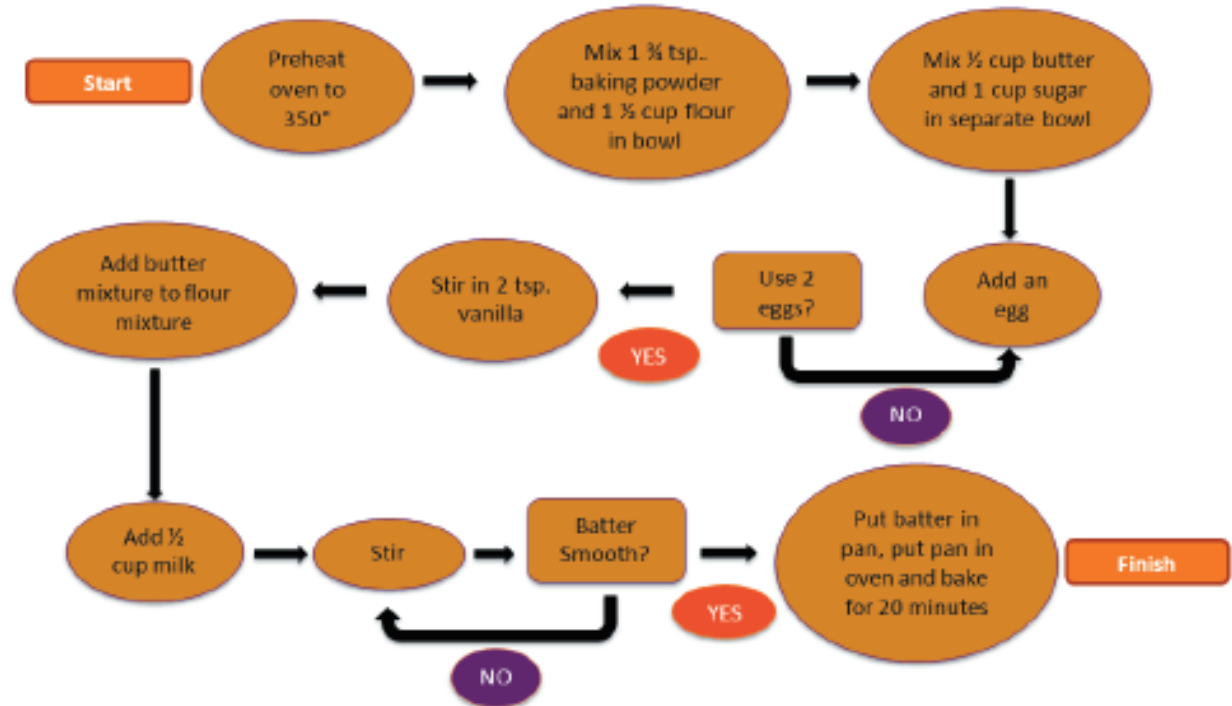 Start
Preheat
oven to
350°
Mix 1 ¾ tsp..
baking powder
and 1 ½ cup flour
in bowl
Mix ½ cup butter
and 1 cup sugar
in separate bowl
Add an
egg
Use 2
eggs?
NO
YES
Stir in 2 tsp.
vanilla
Add butter
mixture to flour
mixture
Add ½
cup milk
Stir
Batter
Smooth?
NO
YES
Put batter in
pan, put pan in
oven and bake
for 20 minutes
Finish